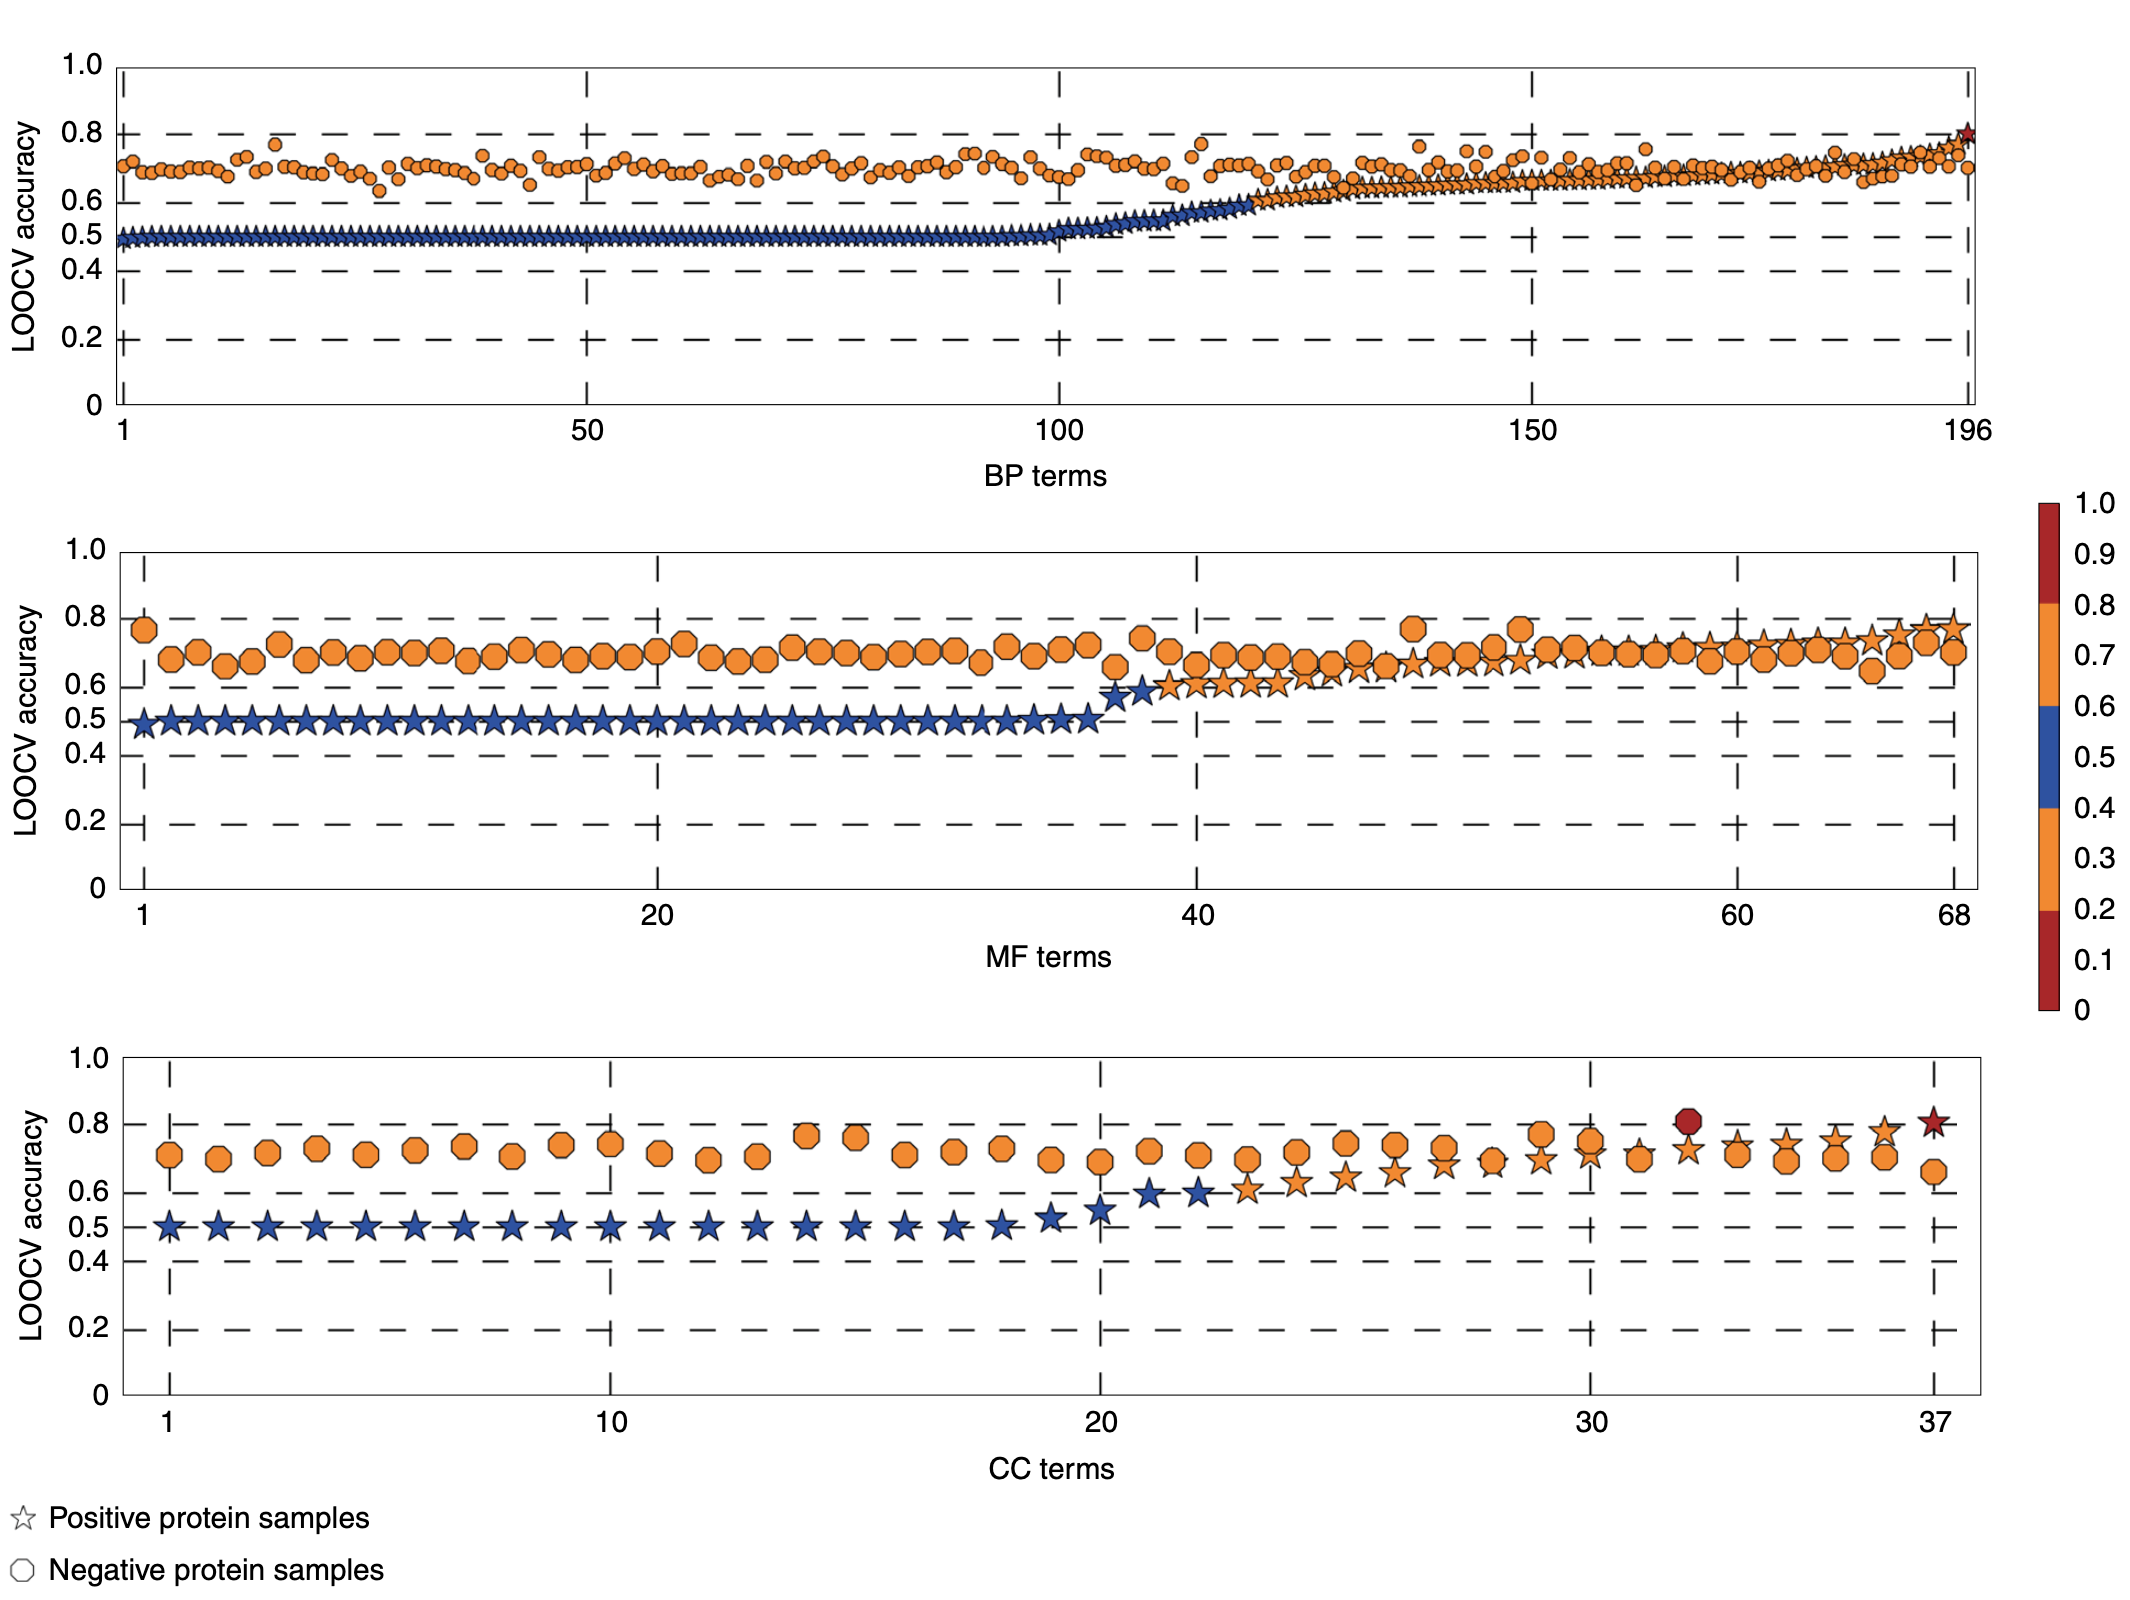 1.0
0.8
0.6
0.5
0.4
0.2
0
LOOCV accuracy
1 50 100 150 196
BP terms
1.0
0.8
0.6
0.5
0.4
0.2
0
LOOCV accuracy
1 20 40 60 68
MF terms
1.0
0.9
0.8
0.7
0.6
0.5
0.4
0.3
0.2
0.1
0
1.0
0.8
0.6
0.5
0.4
0.2
0
LOOCV accuracy
1 10 20 30 37
CC terms
Positive protein samples
Negative protein samples